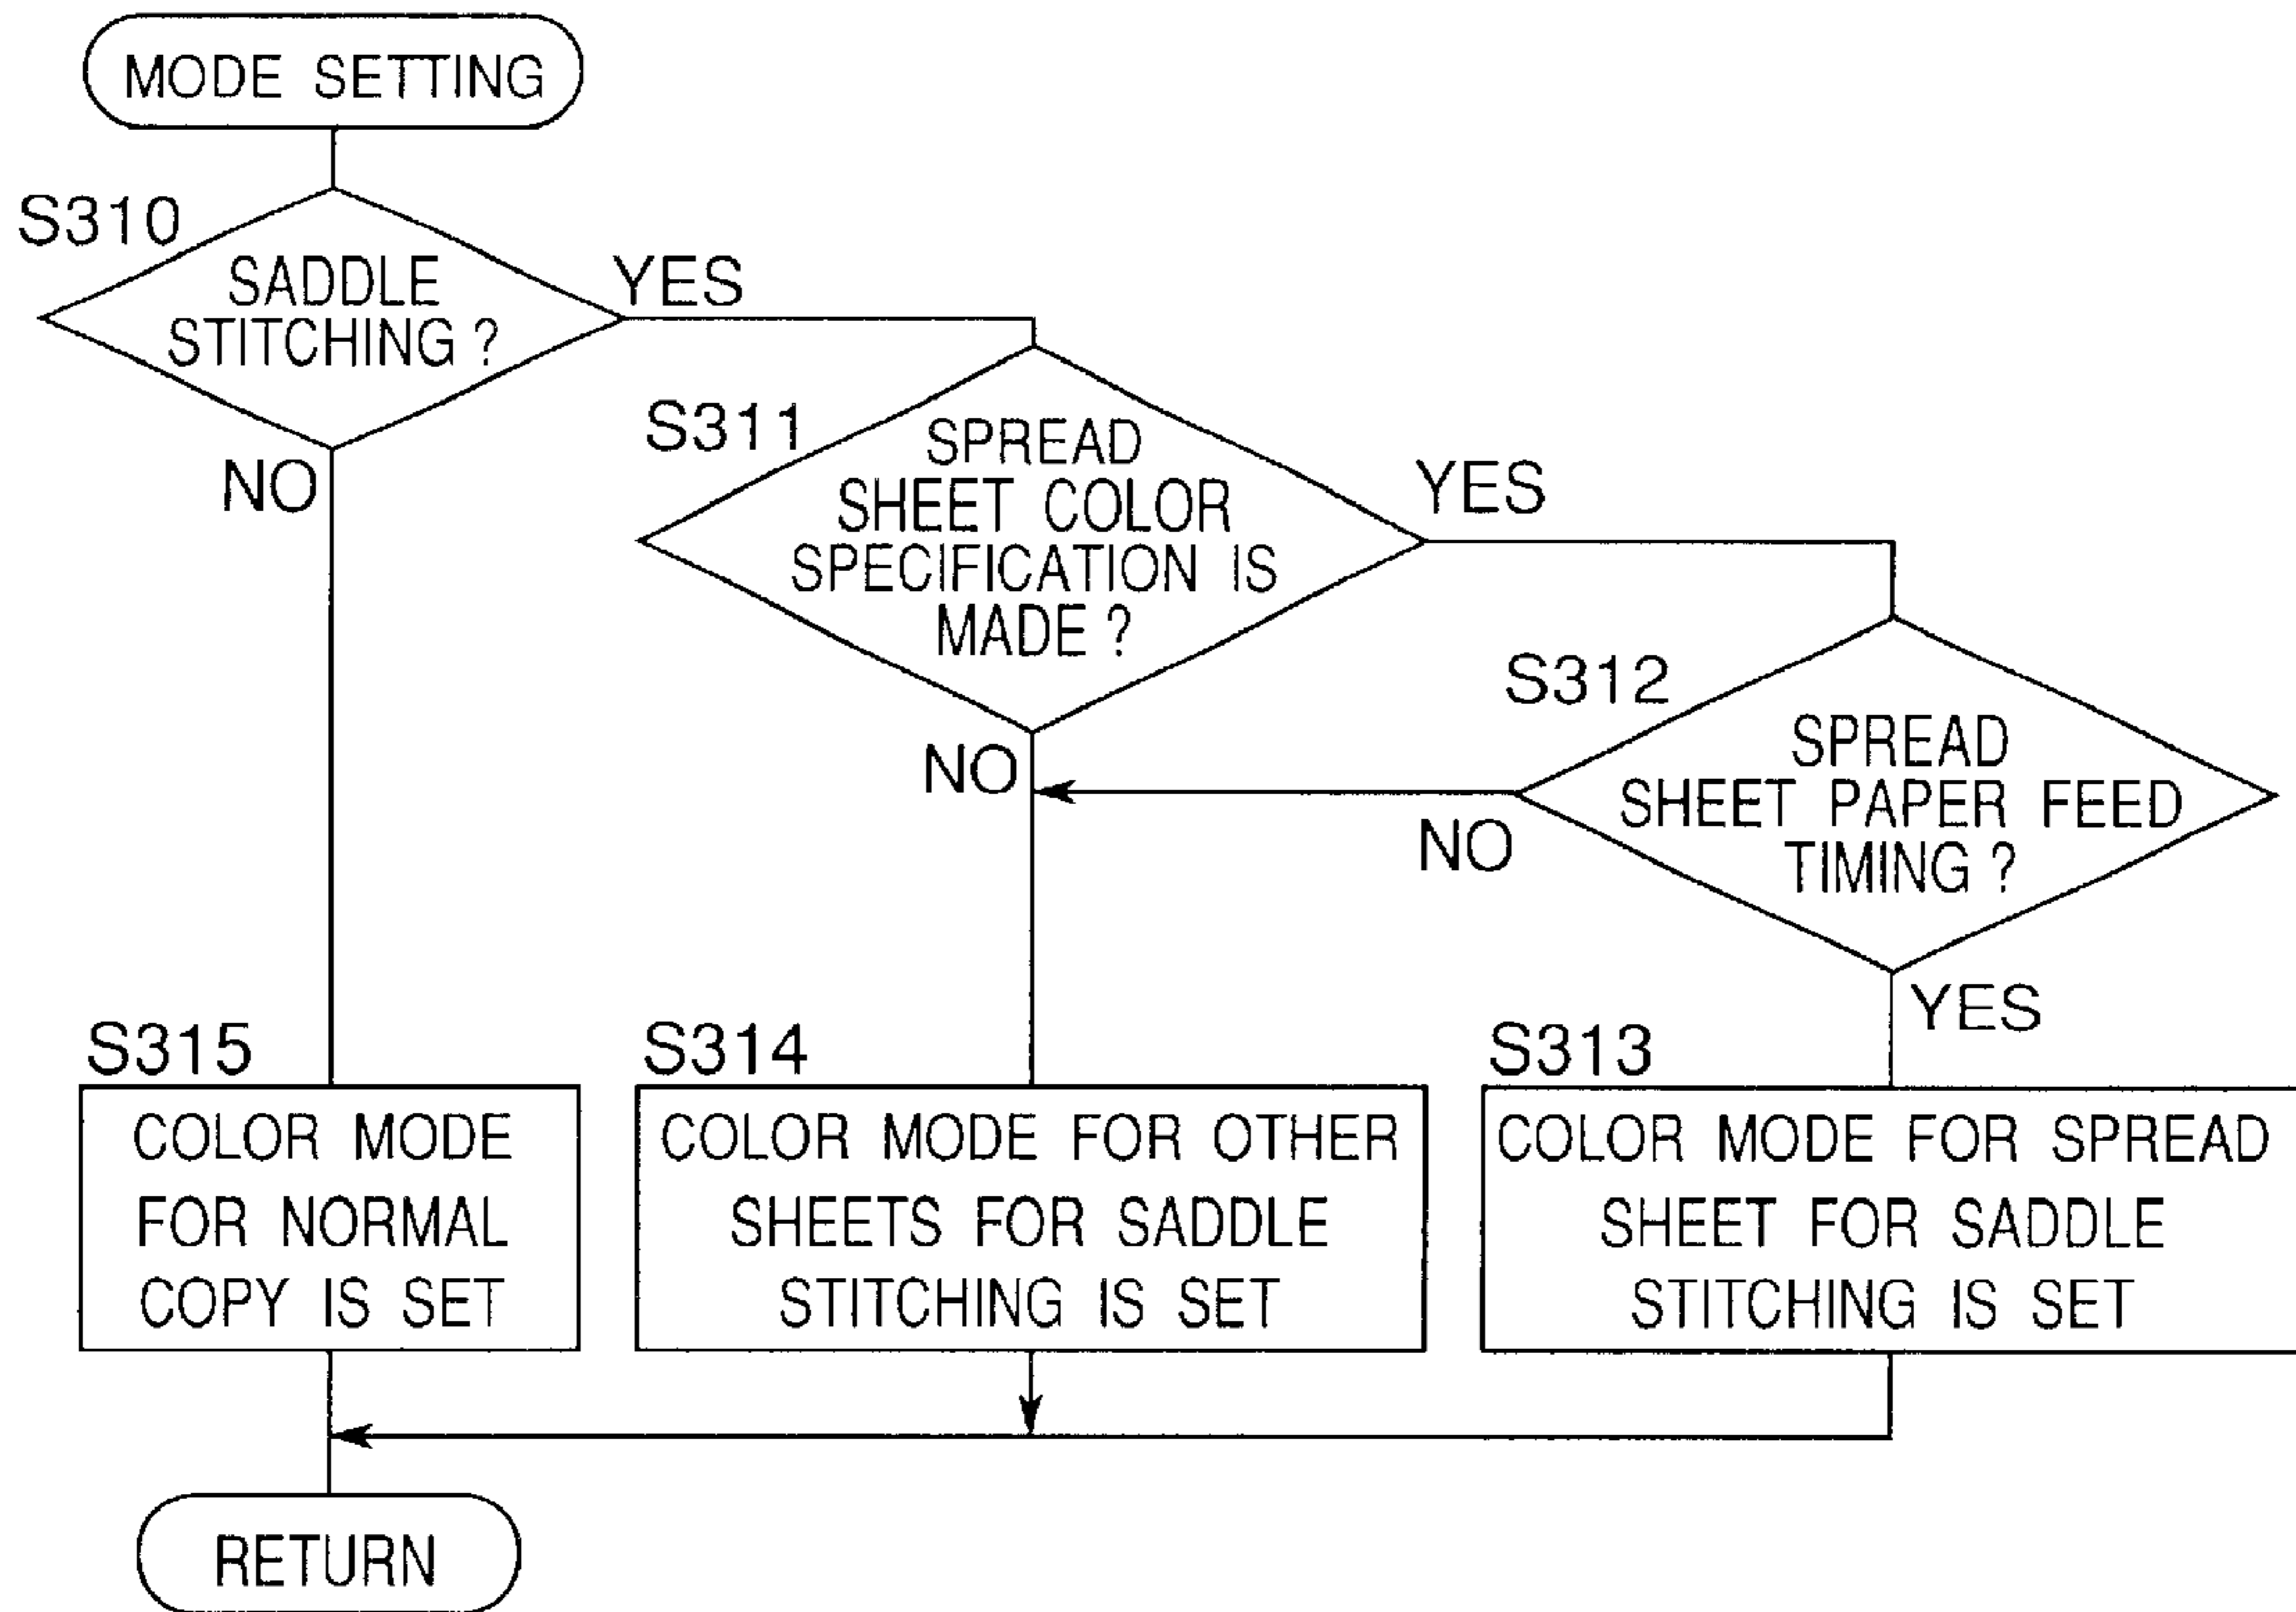 MODE SETTING
S310
SADDLE
STITCHING ?
YES
NO
S311
SPREAD
SHEET COLOR
SPECIFICATION IS
MADE ?
YES
NO
S312
SPREAD
SHEET PAPER FEED
TIMING ?
NO
YES
S315
COLOR MODE
FOR NORMAL
COPY IS SET
S314
COLOR MODE FOR OTHER
SHEETS FOR SADDLE
STITCHING IS SET
S313
COLOR MODE FOR SPREAD
SHEET FOR SADDLE
STITCHING IS SET
RETURN